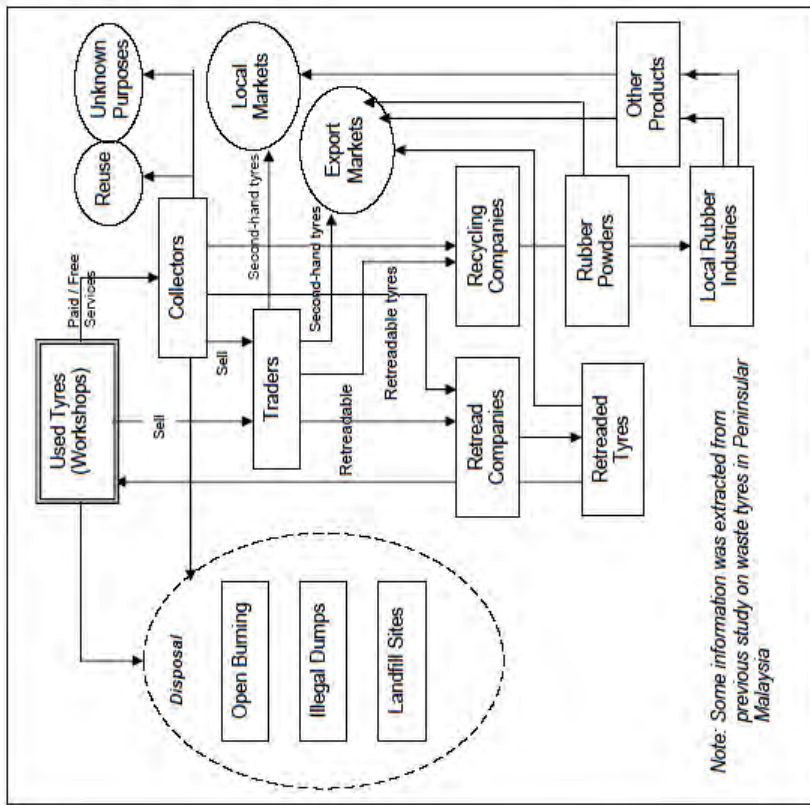 Used Tyres
(Workshops)
Paid / Free
Services
Reuse
Unknown
Purposes
Disposal
Open Burning
Illegal Dumps
Landfill Sites
Collectors
Sell
Sell
Traders
Second-hand tyres
Second-hand tyres
Local
Markets
Export
Markets
Retreadable
Retreadable tyres
Retread
Companies
Recycling
Companies
Retreaded
Tyres
Rubber
Powders
Other
Products
Local Rubber
Industries
Note: Some information was extracted from
previous study on waste tyres in Peninsular
Malaysia